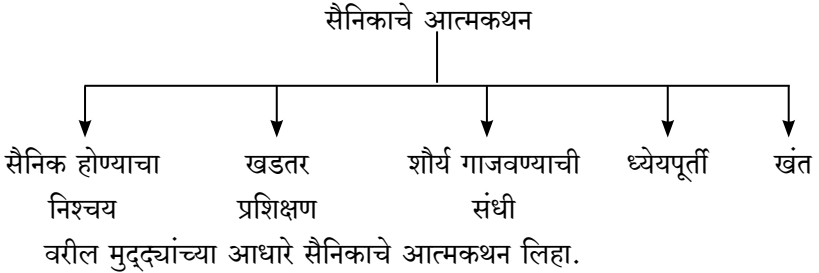 सैनिकाचे आत्मकथन
सैनिक होण्याचा खडतर शौर्य गाजवण्याची ध्येयपूर्ती खंत
निश्चय प्रशिक्षण संधी
वरील मुद्द्यांच्या आधारे सैनिकाचे आत्मकथन लिहा.